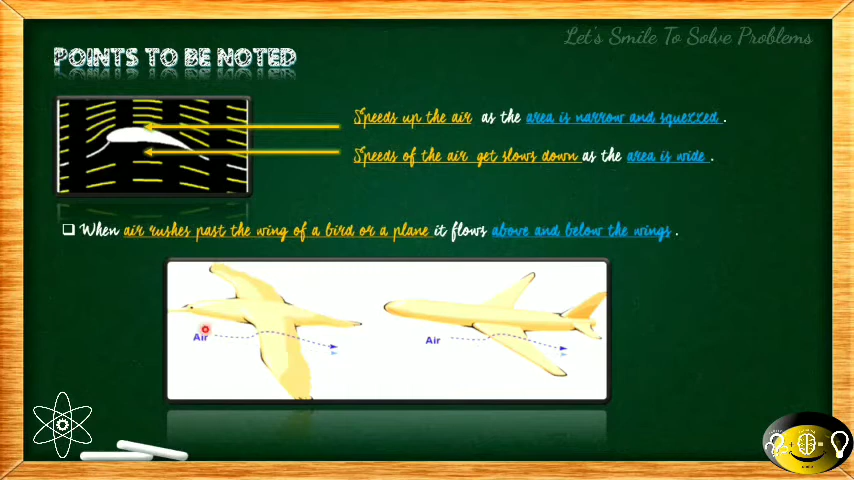 Let's Smile To Solve Problems
POINTS TO BE NOTED
Speeds up the air as the area is narrow and squezzed .
Speeds of the air get slows down as the area is wide .
When air rushes past the wing of a bird or a plane it flows above and below the wings .
Air
Air